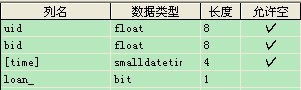 列名 数据类型 长度 允许空
uid float 8 ✓
bid float 8 ✓
[time] smalldatetin 4 ✓
loan_ bit 1